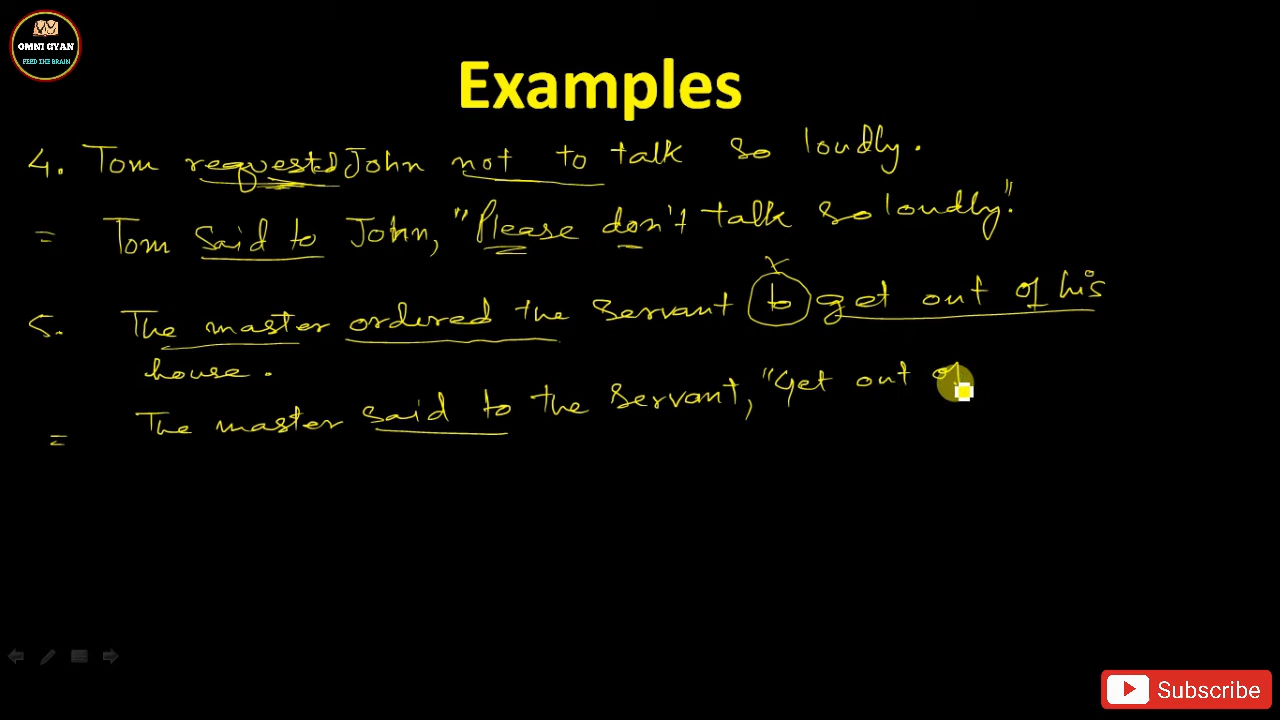 OMNI GYAN
FEED THE BRAIN
Examples
4. Tom requested John not to talk so loudly.
= Tom said to John, "Please don't talk so loudly."
5. The master ordered the servant to get out of his
house.
= The master said to the servant, "Get out of
Subscribe